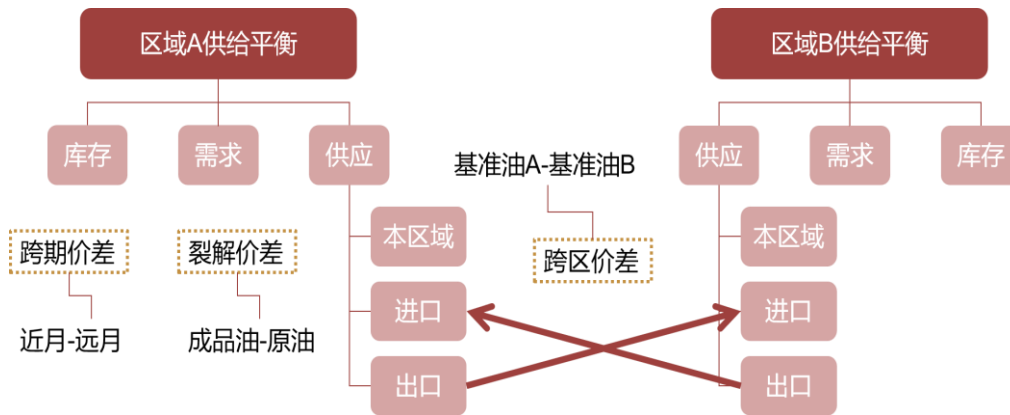 区域A供给平衡
区域B供给平衡
库存
需求
供应
供应
需求
库存
基准油A-基准油B
本区域
本区域
跨期价差
裂解价差
跨区价差
进口
进口
近月-远月
成品油-原油
出口
出口